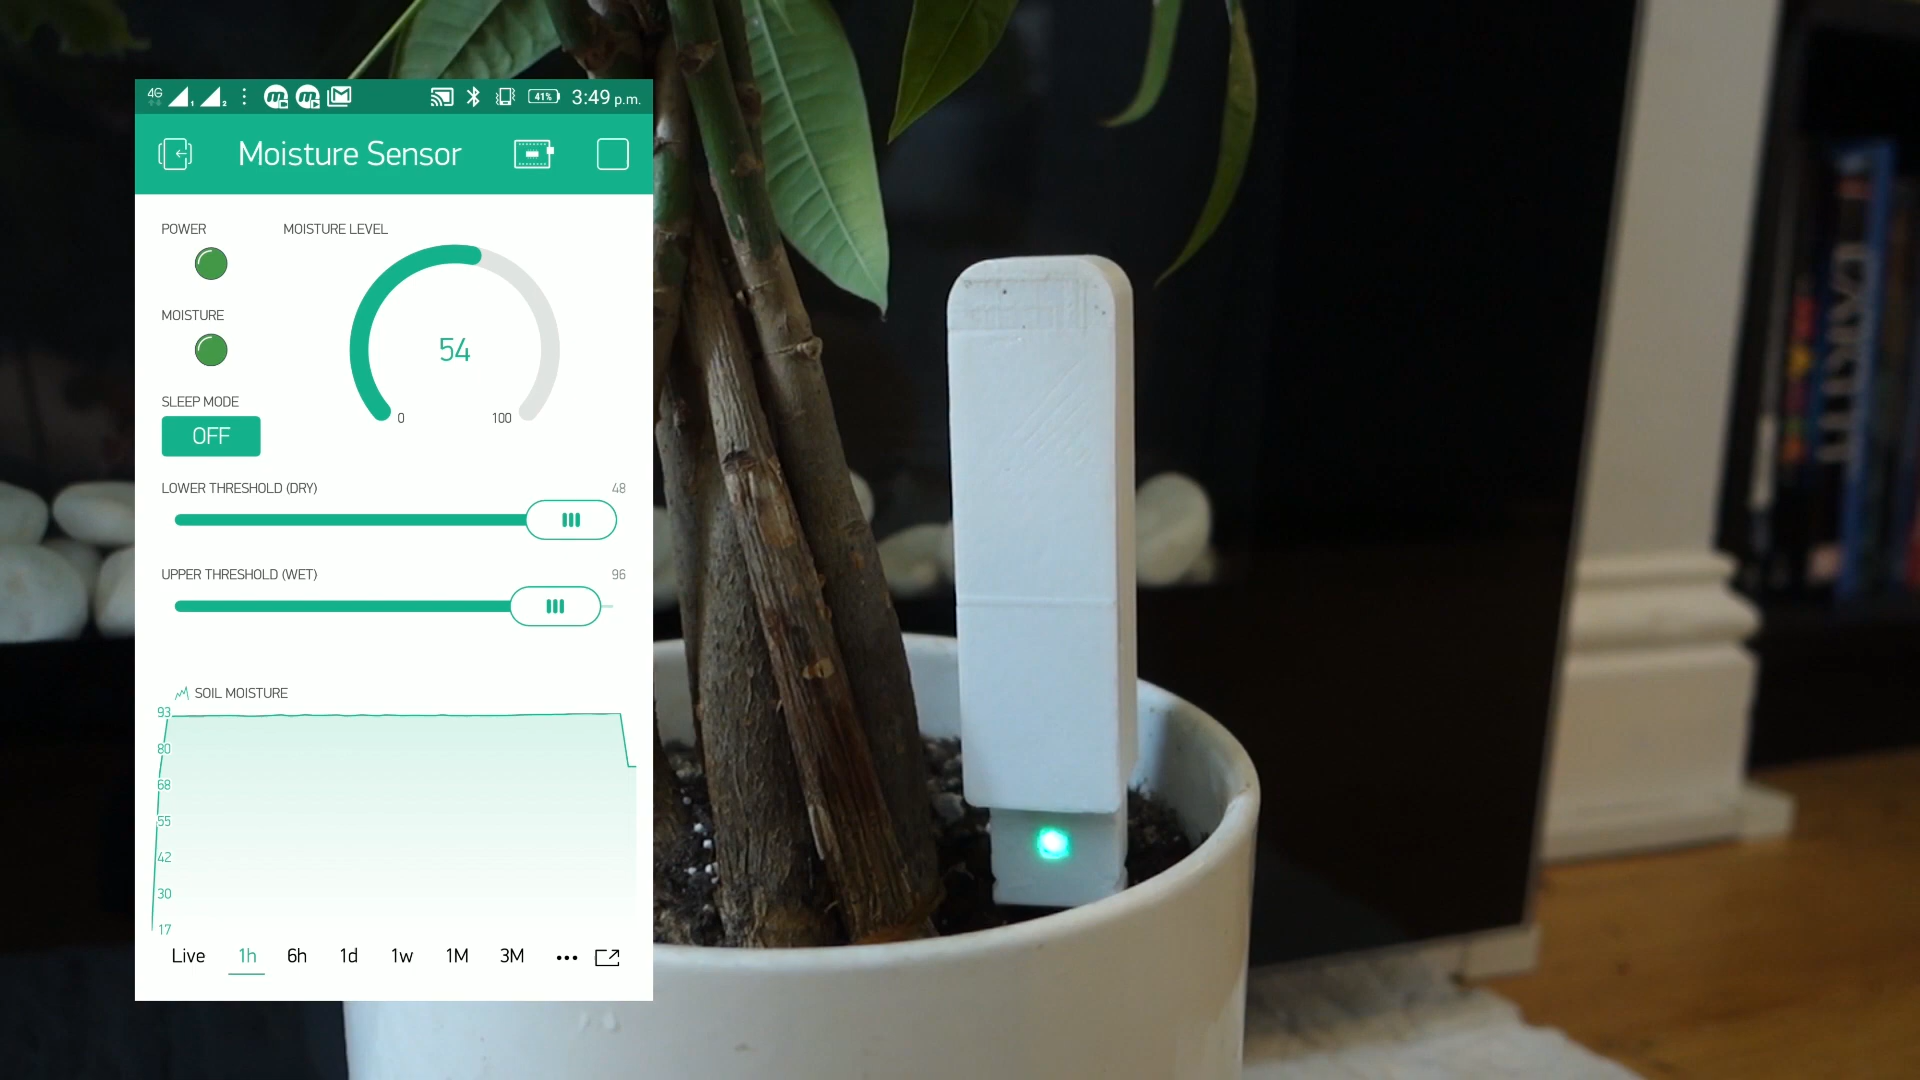 4G 1 2 41% 3:49 p.m.
Moisture Sensor
POWER
MOISTURE LEVEL
MOISTURE
54
SLEEP MODE
0 100
OFF
LOWER THRESHOLD (DRY) 48
UPPER THRESHOLD (WET) 96
SOIL MOISTURE
93
80
68
55
42
30
17
Live 1h 6h 1d 1w 1M 3M